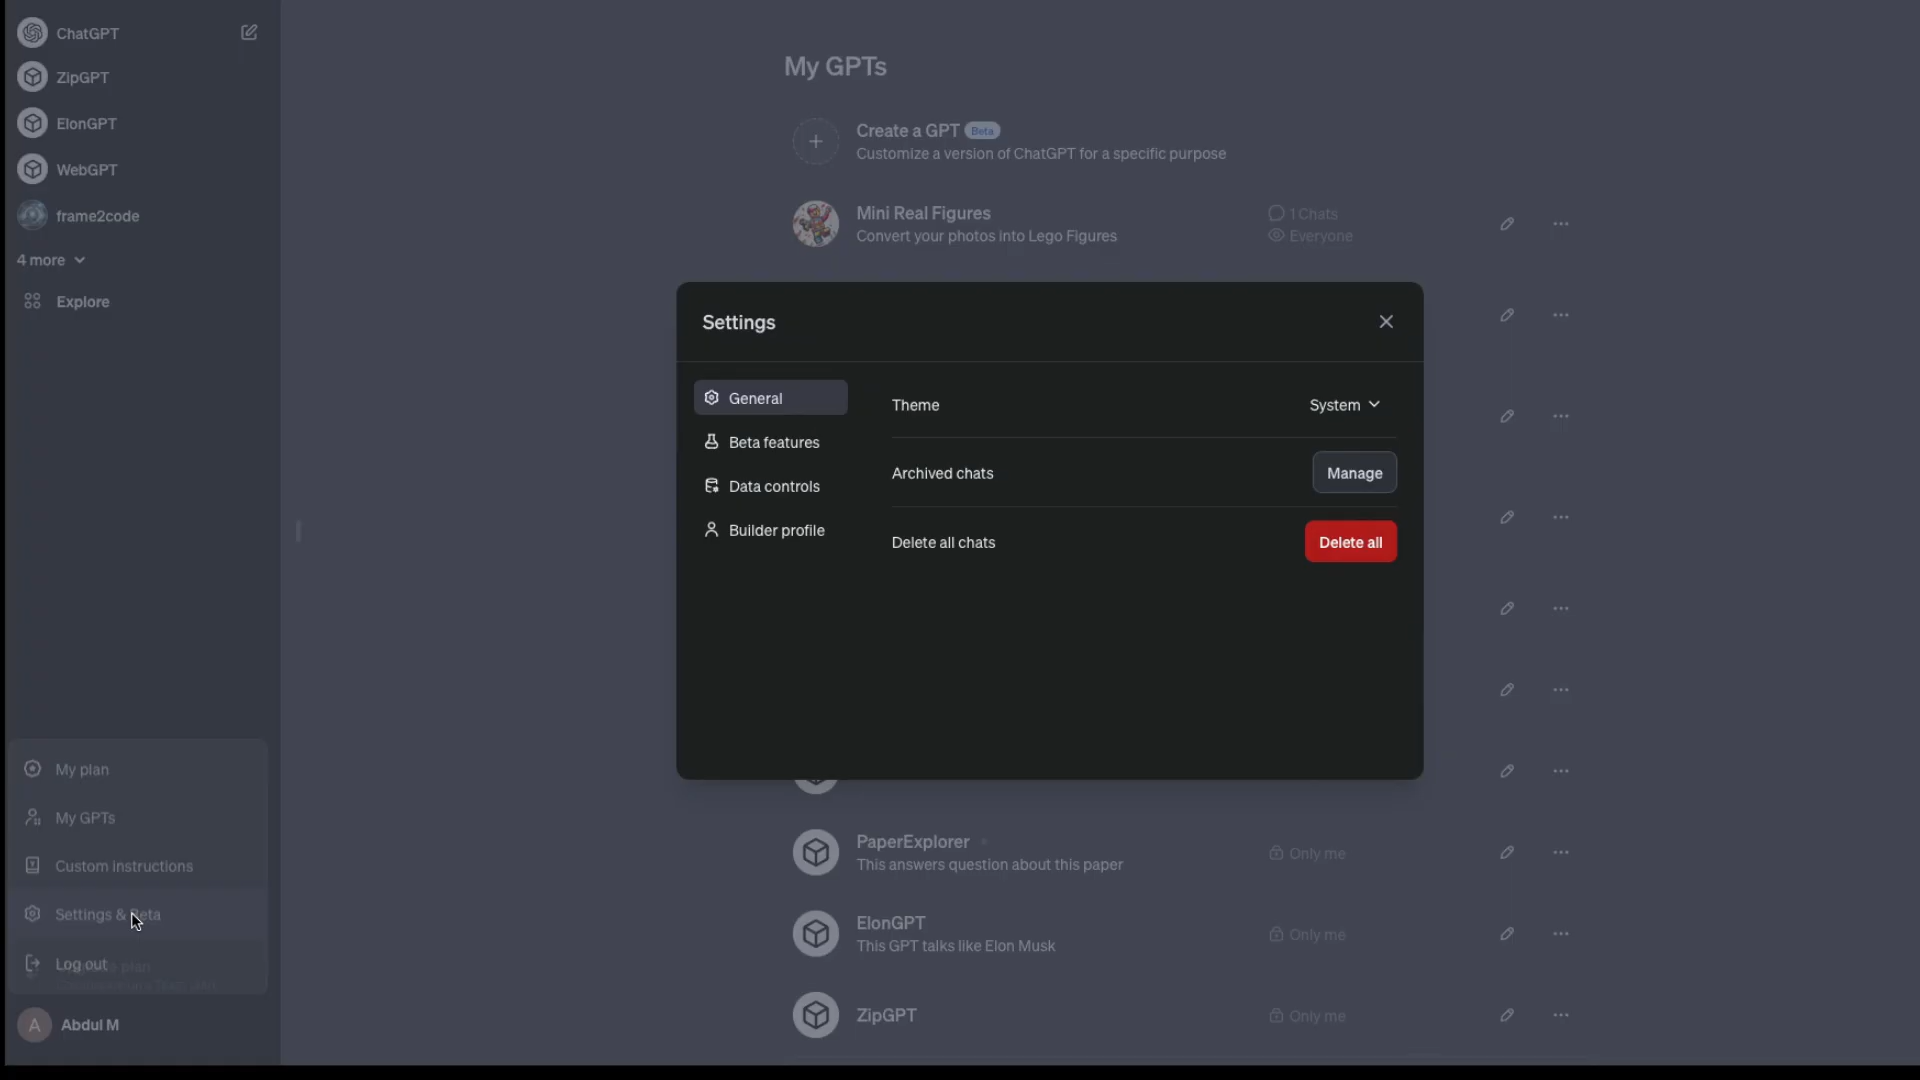 ChatGPT
ZipGPT
ElonGPT
WebGPT
frame2code
4 more
Explore
My plan
My GPTs
Custom instructions
Settings & Beta
Log out
plan
A Abdul M
My GPTs
Create a GPT Beta
Customize a version of ChatGPT for a specific purpose
Mini Real Figures
Convert your photos into Lego Figures
1 Chats
Everyone
Settings
General
Beta features
Data controls
Builder profile
Theme System
Archived chats Manage
Delete all chats Delete all
PaperExplorer
This answers question about this paper
Only me
ElonGPT
This GPT talks like Elon Musk
Only me
ZipGPT
Only me